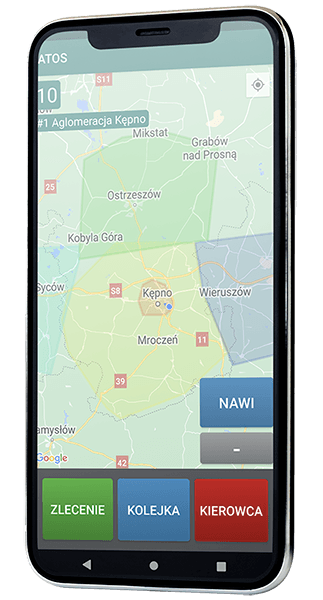 ATOS
S11
10
#1 Aglomeracja Kępno
Mikstat
Grabów
nad Prosną
25
Ostrzeszów
Kobyla Góra
Syców
S8
Kępno
Wieruszów
Mroczeń
11
39
NAWI
-
amysłów
Google
42
ZLECENIE
KOLEJKA
KIEROWCA